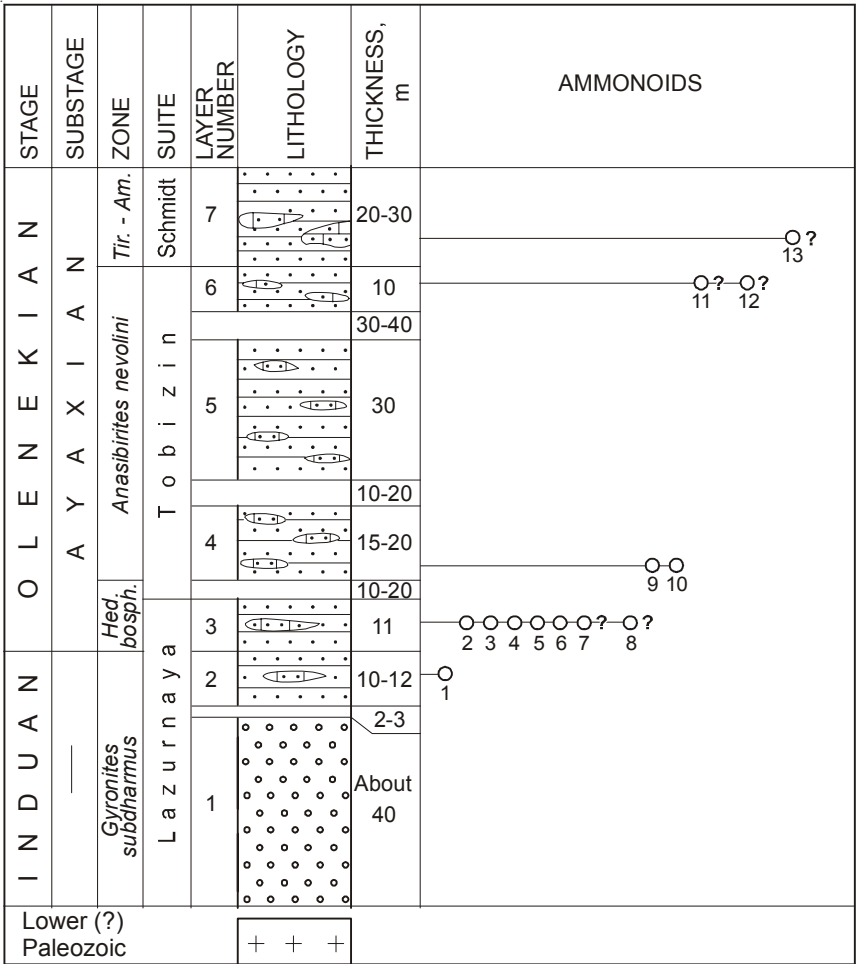 STAGE
SUBSTAGE
ZONE
SUITE
LAYER
NUMBER
LITHOLOGY
THICKNESS,
m
AMMONOIDS
OLENEKIAN
AYAXIAN
Tir. - Am.
Schmidt
7
20-30
?
13
Anasibirites nevolini
Tobizin
6
10
? ?
11 12
30-40
5
30
10-20
4
15-20
9 10
10-20
Hed.
bosph.
Lazurnaya
3
11
? ?
2 3 4 5 6 7 8
INDUAN
Gyronites
subdharmus
2
10-12
1
2-3
1
About
40
Lower (?)
Paleozoic